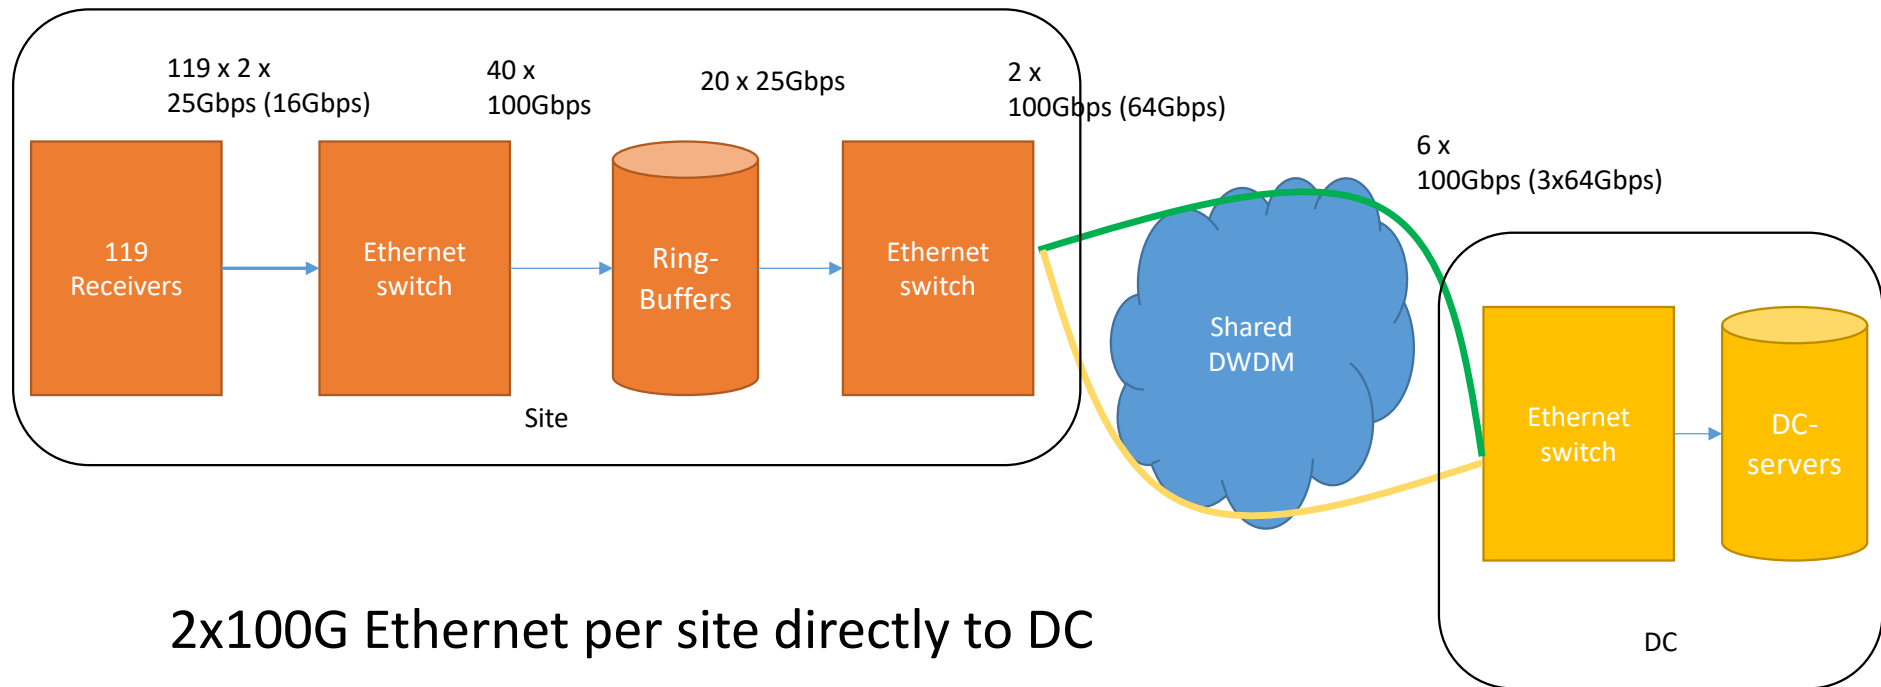 119 x 2 x
25Gbps (16Gbps)
40 x
100Gbps
20 x 25Gbps
2 x
100Gbps (64Gbps)
6 x
100Gbps (3x64Gbps)
119
Receivers
Ethernet
switch
Ring-
Buffers
Ethernet
switch
Site
Shared
DWDM
Ethernet
switch
DC-
servers
DC
2x100G Ethernet per site directly to DC